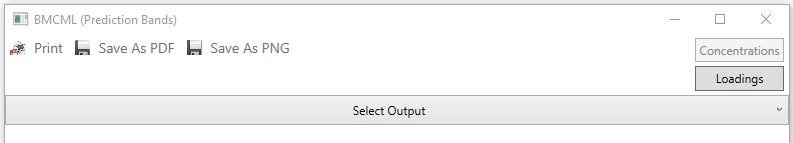 BMCML (Prediction Bands)
Print Save As PDF Save As PNG
Concentrations
Loadings
Select Output